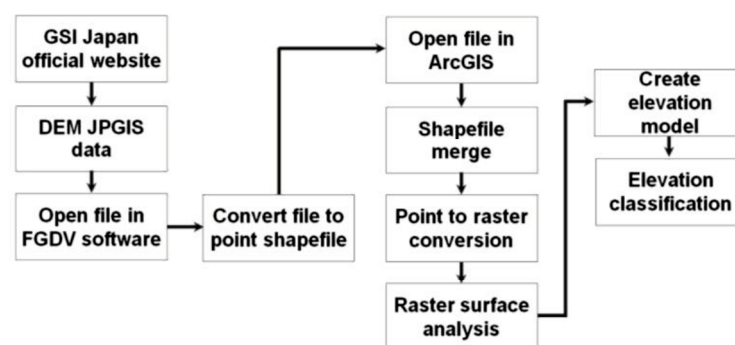 GSI Japan
official website
DEM JPGIS
data
Open file in
FGDV software
Convert file to
point shapefile
Open file in
ArcGIS
Shapefile
merge
Point to raster
conversion
Raster surface
analysis
Create
elevation
model
Elevation
classification